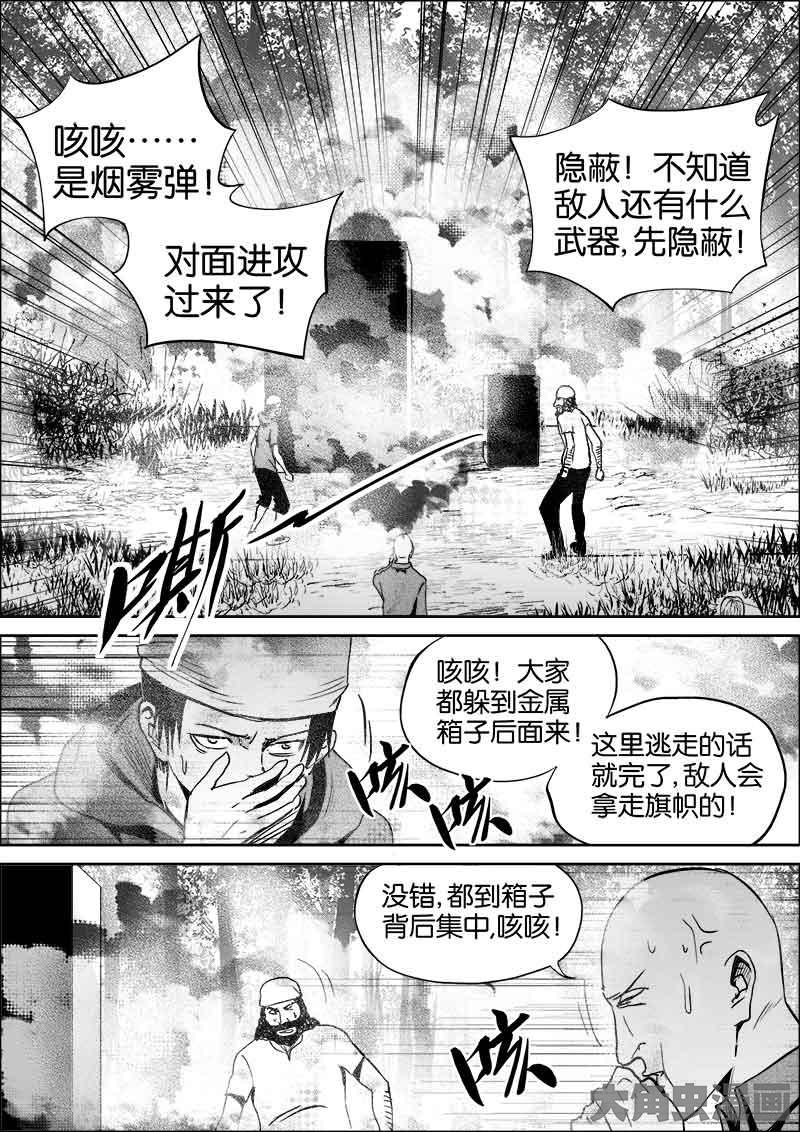 咳咳……
是烟雾弹！
对面进攻
过来了！
隐蔽！不知道
敌人还有什么
武器，先隐蔽！
嘶
咳咳！大家
都躲到金属
箱子后面来！
这里逃走的话
就完了，敌人会
拿走旗帜的！
咳
咳
没错，都到箱子
背后集中，咳咳！
咳
大角虫漫画